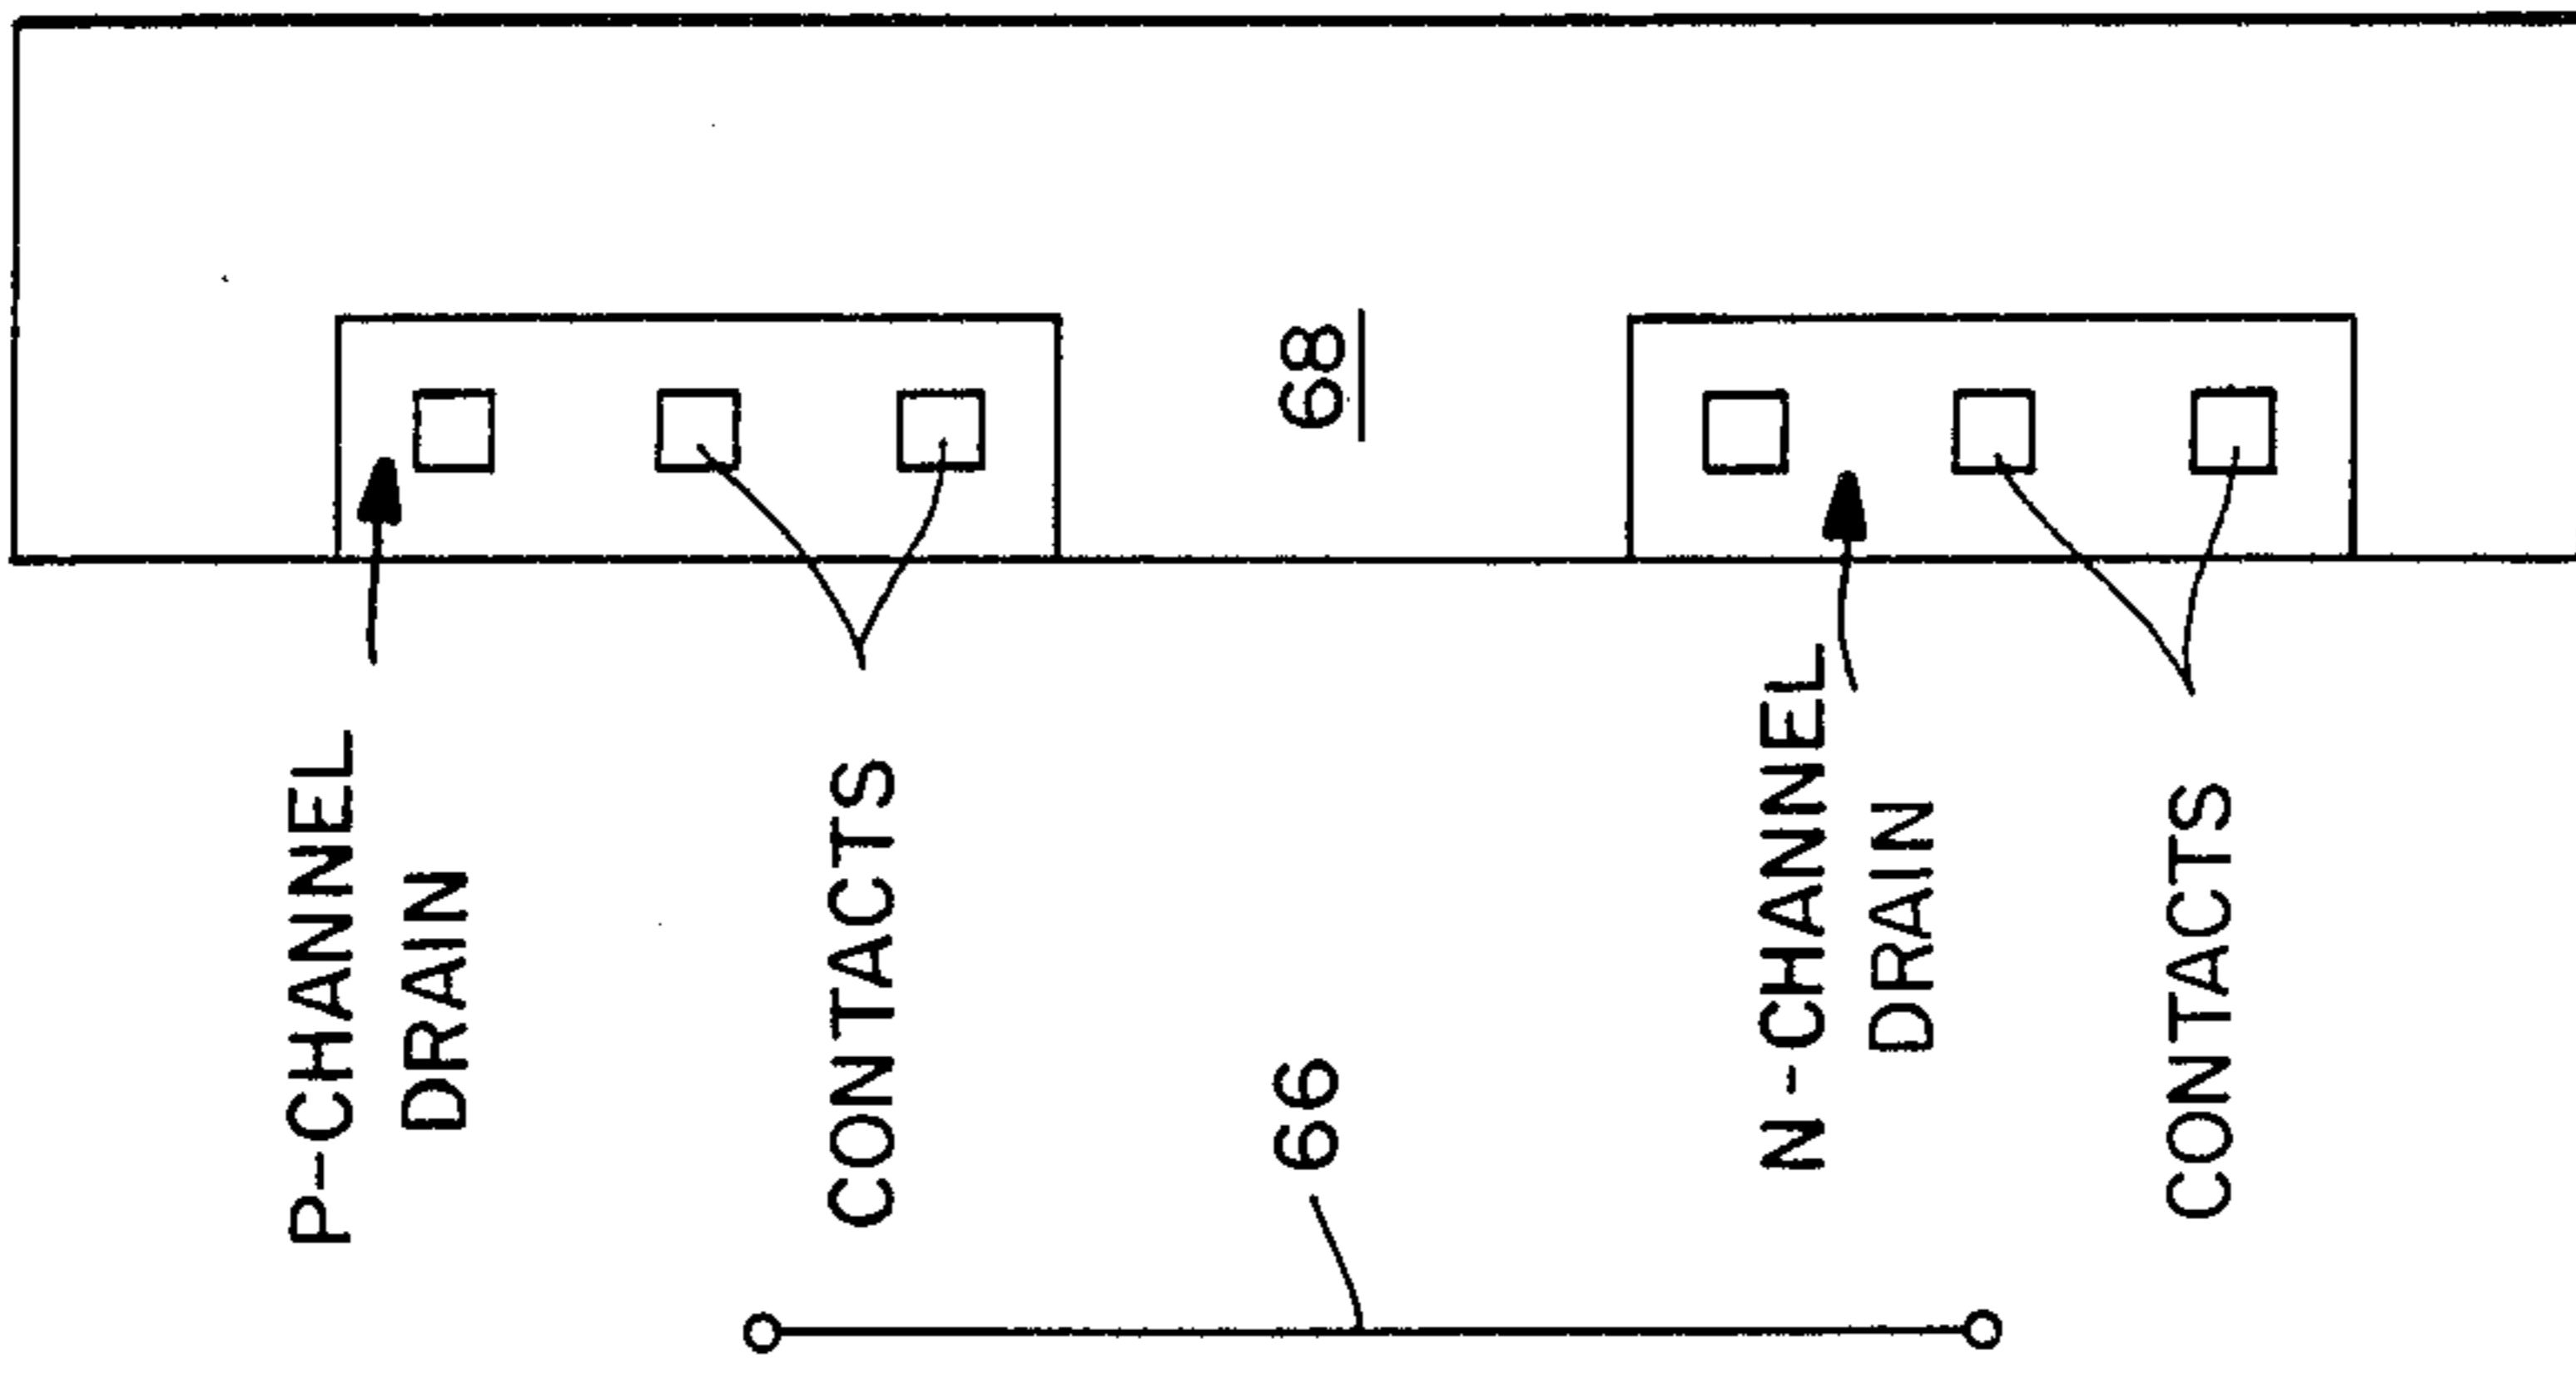 P-CHANNEL
DRAIN
CONTACTS
66
68
N-CHANNEL
DRAIN
CONTACTS